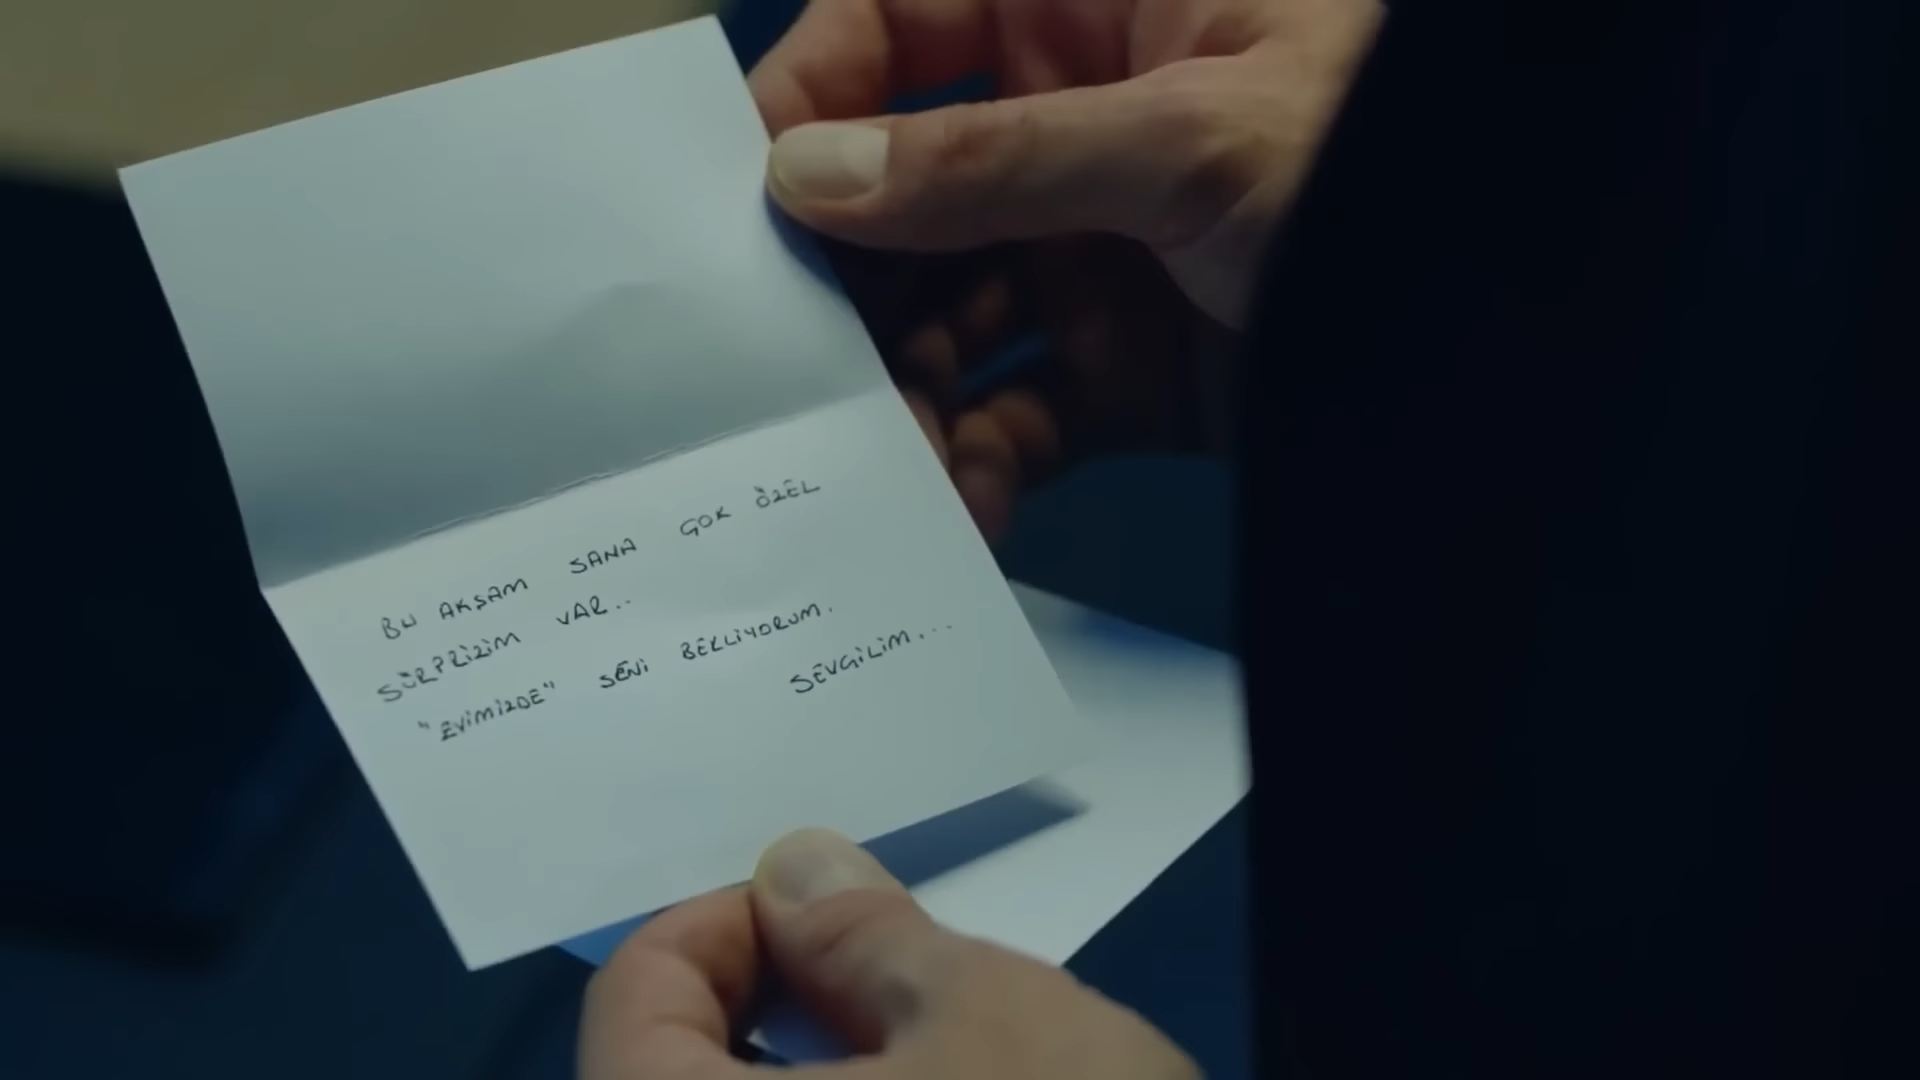 BU AKŞAM SANA ÇOK ÖZEL
SÜRPRİZİM VAR..
"EVİMİZDE" SENİ BEKLİYORUM.
SEVGİLİM...